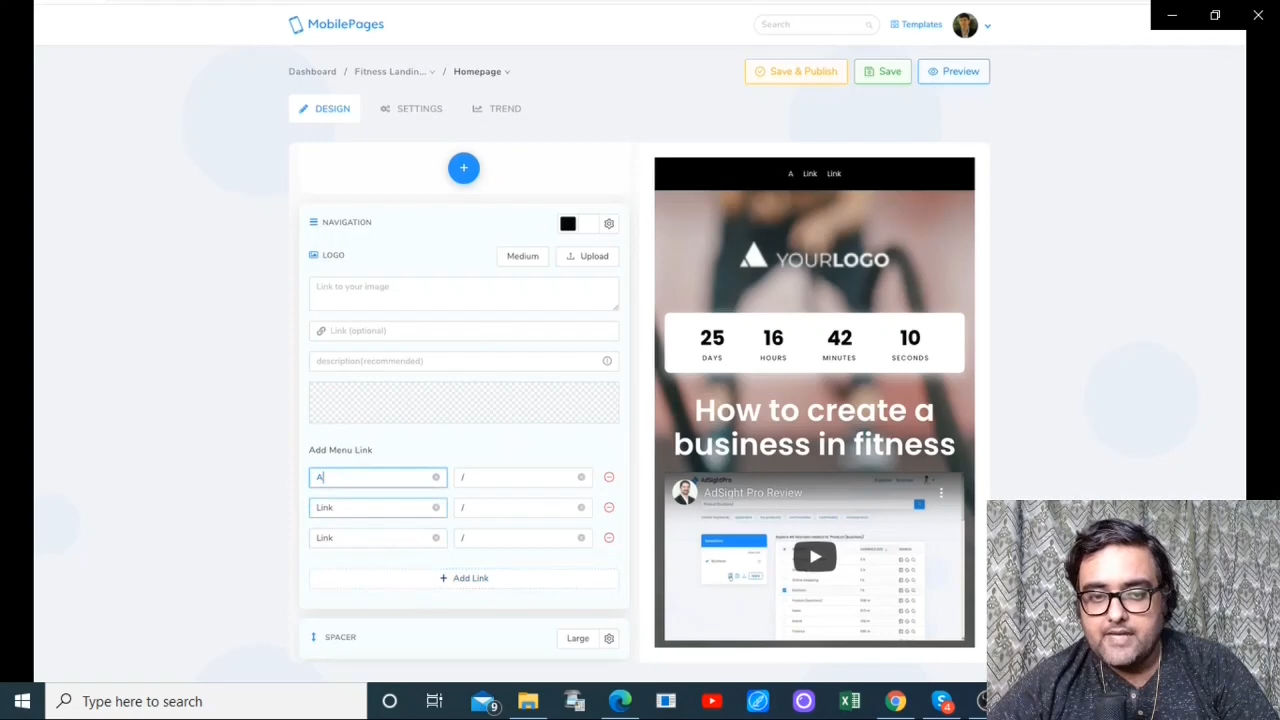 MobilePages
Search
Templates
Dashboard / Fitness Landin... / Homepage
Save & Publish
Save
Preview
DESIGN
SETTINGS
TREND
NAVIGATION
LOGO
Medium
Upload
Link to your image
Link (optional)
description(recommended)
Add Menu Link
A
/
Link
/
Link
/
+ Add Link
SPACER
Large
A Link Link
YOURLOGO
25 16 42 10
DAYS HOURS MINUTES SECONDS
How to create a
business in fitness
AdSightPro
AdSight Pro Review
Type here to search
9
4